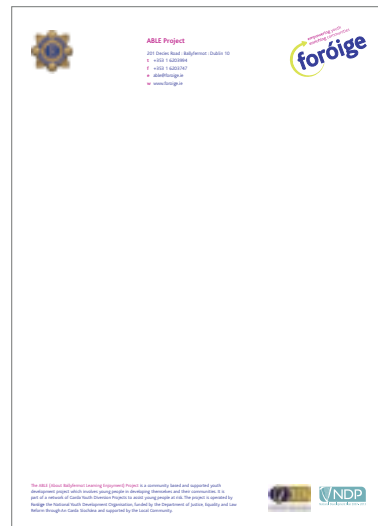 ABLE Project
201 Decies Road : Ballyfermot : Dublin 10
t +353 1 6203984
f +353 1 6203747
e able@foroige.ie
w www.foroige.ie
empowering youth
enriching communities
foróige
The ABLE (About Ballyfermot Learning Enjoyment) Project is a community based and supported youth
development project which involves young people in developing themselves and their communities. It is
part of a network of Garda Youth Diversion Projects to assist young people at risk. The project is operated by
Foróige the National Youth Development Organisation, funded by the Department of Justice, Equality and Law
Reform through An Garda Síochána and supported by the Local Community.
NDP